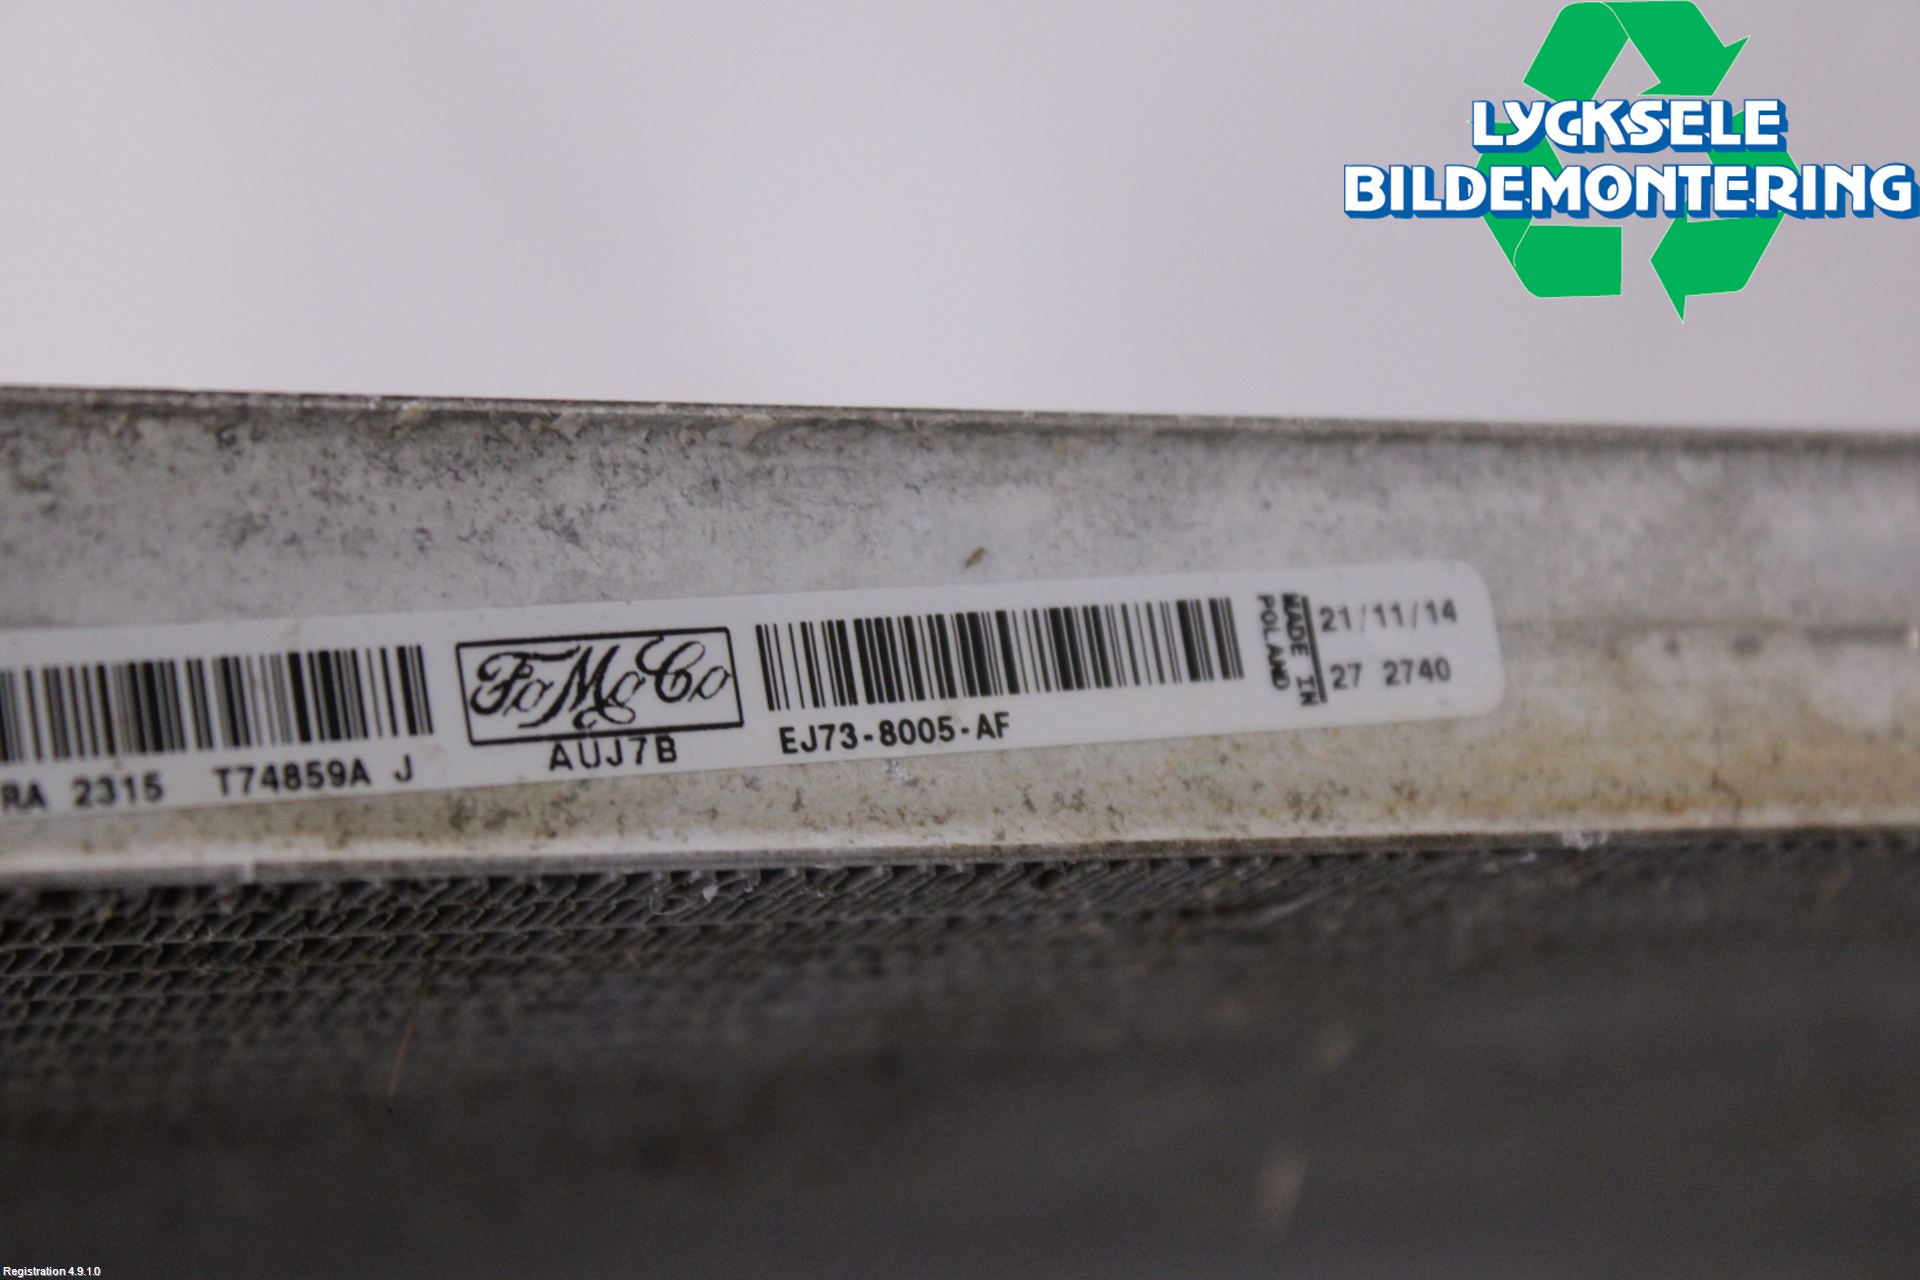 LYCKSELE
BILDEMONTERING
RA 2315 T74859A J
FoMoCo
AUJ7B
EJ73-8005-AF
MADE IN
POLAND
21/11/14
27 2740
Registration 4.9.1.0